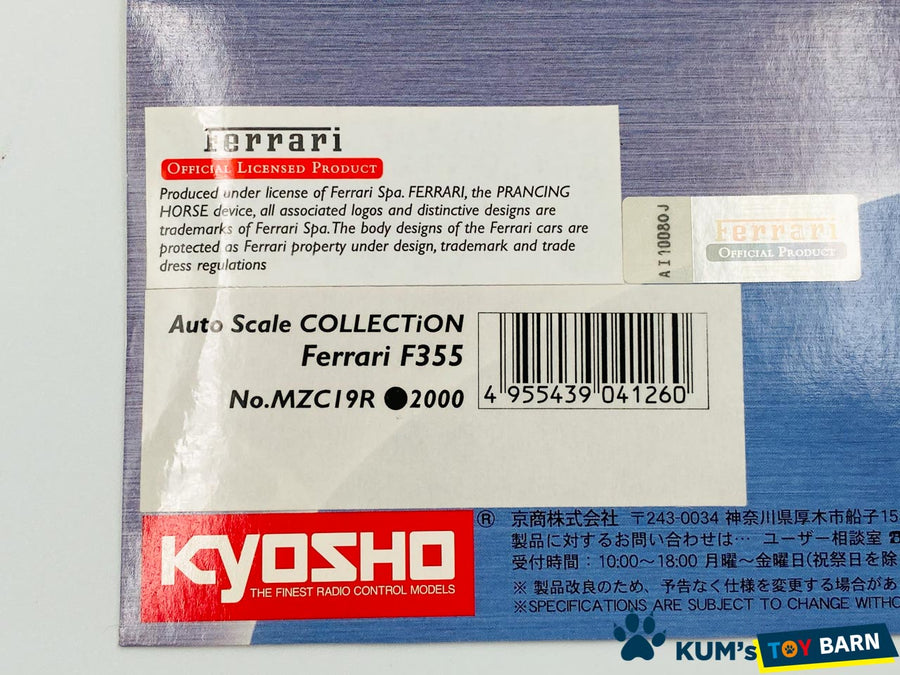 Ferrari
OFFICIAL LICENSED PRODUCT
Produced under license of Ferrari Spa. FERRARI, the PRANCING
HORSE device, all associated logos and distinctive designs are
trademarks of Ferrari Spa.The body designs of the Ferrari cars are
protected as Ferrari property under design, trademark and trade
dress regulations
AI10080J
Ferrari
OFFICIAL PRODUCT
Auto Scale COLLECTiON
Ferrari F355
No.MZC19R ●2000
4 955439 041260
KYOSHO ®
THE FINEST RADIO CONTROL MODELS
京商株式会社 〒243-0034 神奈川県厚木市船子15
製品に対するお問い合わせは… ユーザー相談室 ☎
受付時間：10:00〜18:00 月曜〜金曜日(祝祭日を除
※ 製品改良のため、予告なく仕様を変更する場合があ
※SPECIFICATIONS ARE SUBJECT TO CHANGE WITHO
KUM's TOY BARN